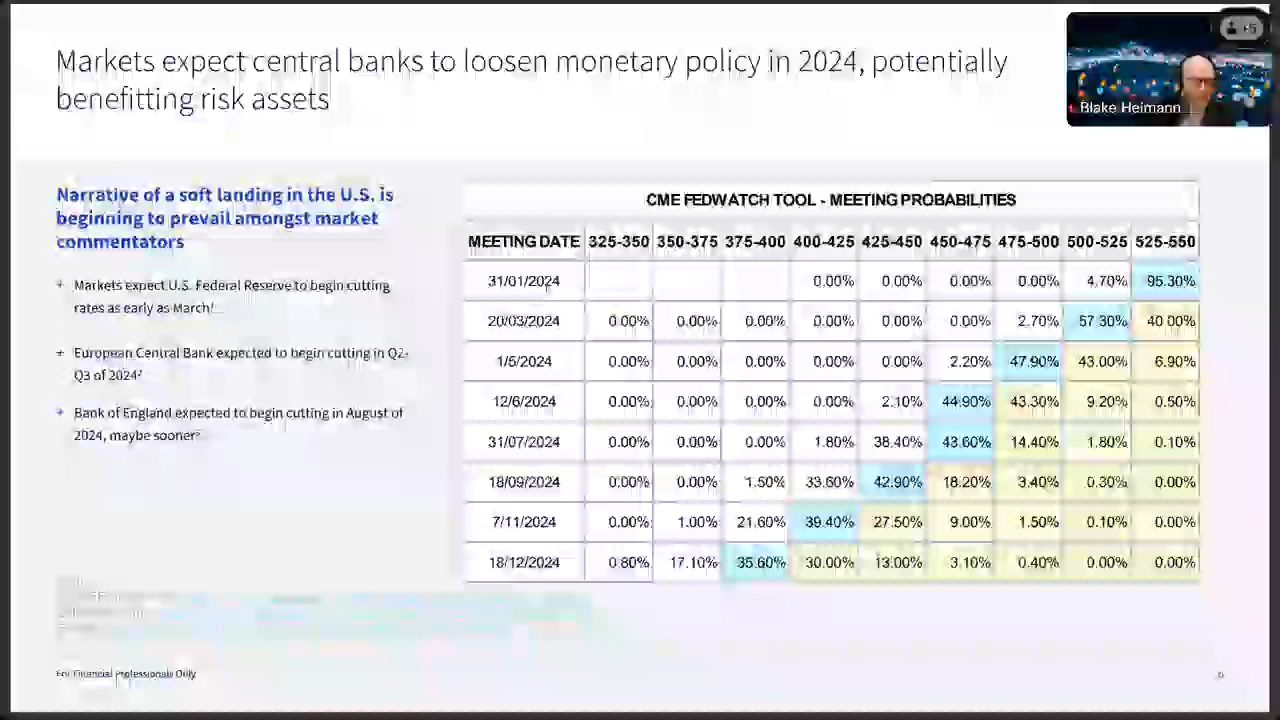 Markets expect central banks to loosen monetary policy in 2024, potentially
benefitting risk assets
+5
Blake Heimann
Narrative of a soft landing in the U.S. is
beginning to prevail amongst market
commentators
+ Markets expect U.S. Federal Reserve to begin cutting
rates as early as March¹
+ European Central Bank expected to begin cutting in Q2-
Q3 of 2024²
+ Bank of England expected to begin cutting in August of
2024, maybe sooner³
CME FEDWATCH TOOL - MEETING PROBABILITIES
MEETING DATE 325-350 350-375 375-400 400-425 425-450 450-475 475-500 500-525 525-550
31/01/2024 0.00% 0.00% 0.00% 0.00% 4.70% 95.30%
20/03/2024 0.00% 0.00% 0.00% 0.00% 0.00% 0.00% 2.70% 57.30% 40.00%
1/5/2024 0.00% 0.00% 0.00% 0.00% 0.00% 2.20% 47.90% 43.00% 6.90%
12/6/2024 0.00% 0.00% 0.00% 0.00% 2.10% 44.90% 43.30% 9.20% 0.50%
31/07/2024 0.00% 0.00% 0.00% 1.80% 38.40% 43.60% 14.40% 1.80% 0.10%
18/09/2024 0.00% 0.00% 1.50% 33.60% 42.90% 18.20% 3.40% 0.30% 0.00%
7/11/2024 0.00% 1.00% 21.60% 39.40% 27.50% 9.00% 1.50% 0.10% 0.00%
18/12/2024 0.80% 17.10% 35.60% 30.00% 13.00% 3.10% 0.40% 0.00% 0.00%
For Financial Professionals Only